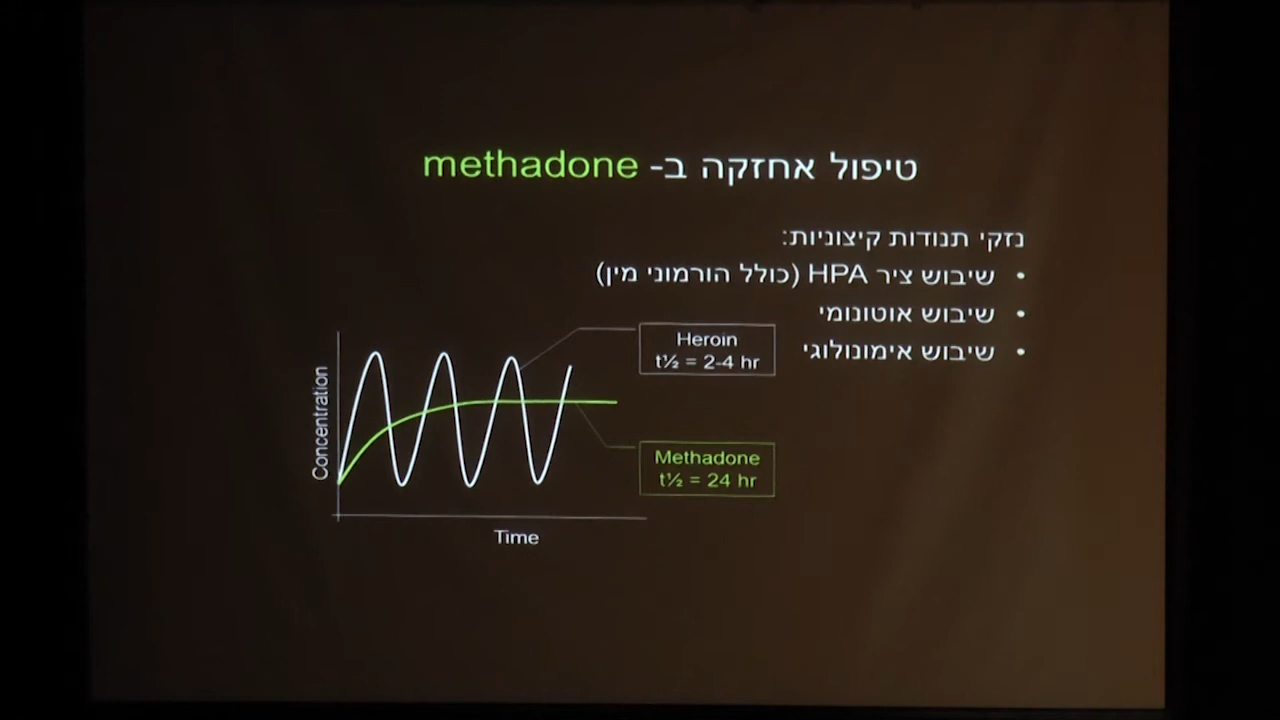 טיפול אחזקה ב- methadone
נזקי תנודות קיצוניות:
• שיבוש ציר HPA (כולל הורמוני מין)
• שיבוש אוטונומי
• שיבוש אימונולוגי
Heroin
t½ = 2-4 hr
Methadone
t½ = 24 hr
Concentration
Time